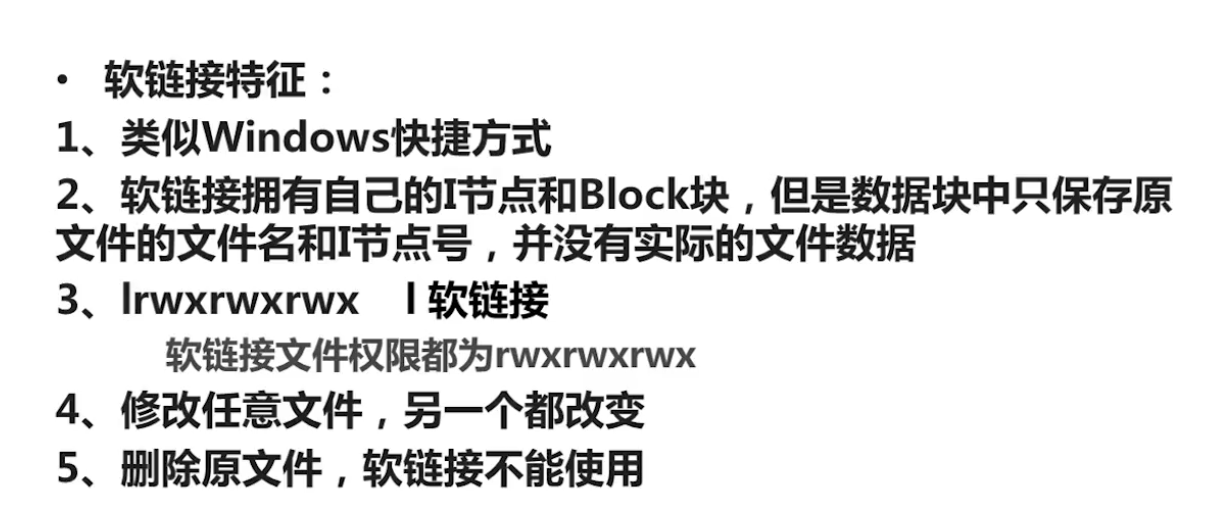 • 软链接特征：
1、类似Windows快捷方式
2、软链接拥有自己的I节点和Block块，但是数据块中只保存原
文件的文件名和I节点号，并没有实际的文件数据
3、lrwxrwxrwx l 软链接
软链接文件权限都为rwxrwxrwx
4、修改任意文件，另一个都改变
5、删除原文件，软链接不能使用